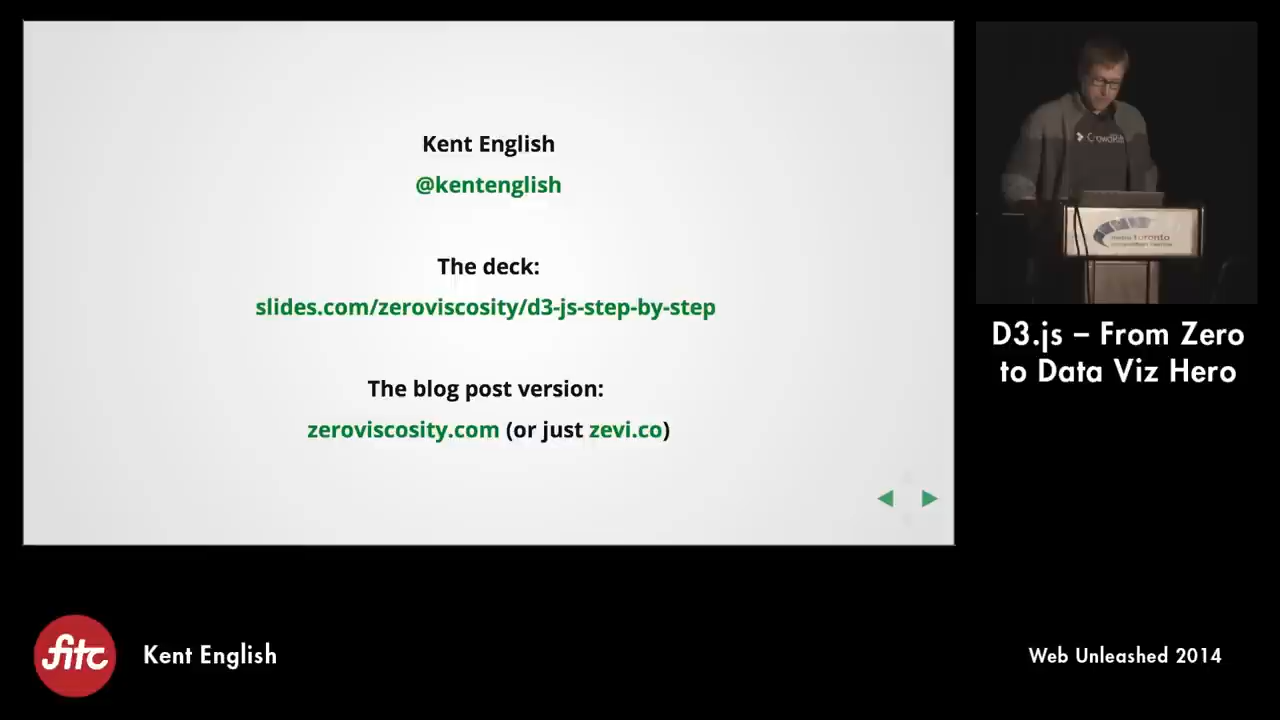 Kent English
@kentenglish
The deck:
slides.com/zeroviscosity/d3-js-step-by-step
The blog post version:
zeroviscosity.com (or just zevi.co)
D3.js – From Zero
to Data Viz Hero
toronto
fitc
Kent English
Web Unleashed 2014